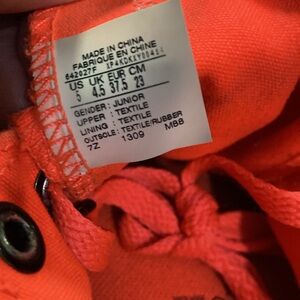 MADE IN CHINA
FABRIQUE EN CHINE
642027F
US UK EUR CM
5 4.5 37.5 23
GENDER: JUNIOR
UPPER : TEXTILE
LINING : TEXTILE
OUTSOLE: TEXTILE/RUBBER
7Z 1309 M88